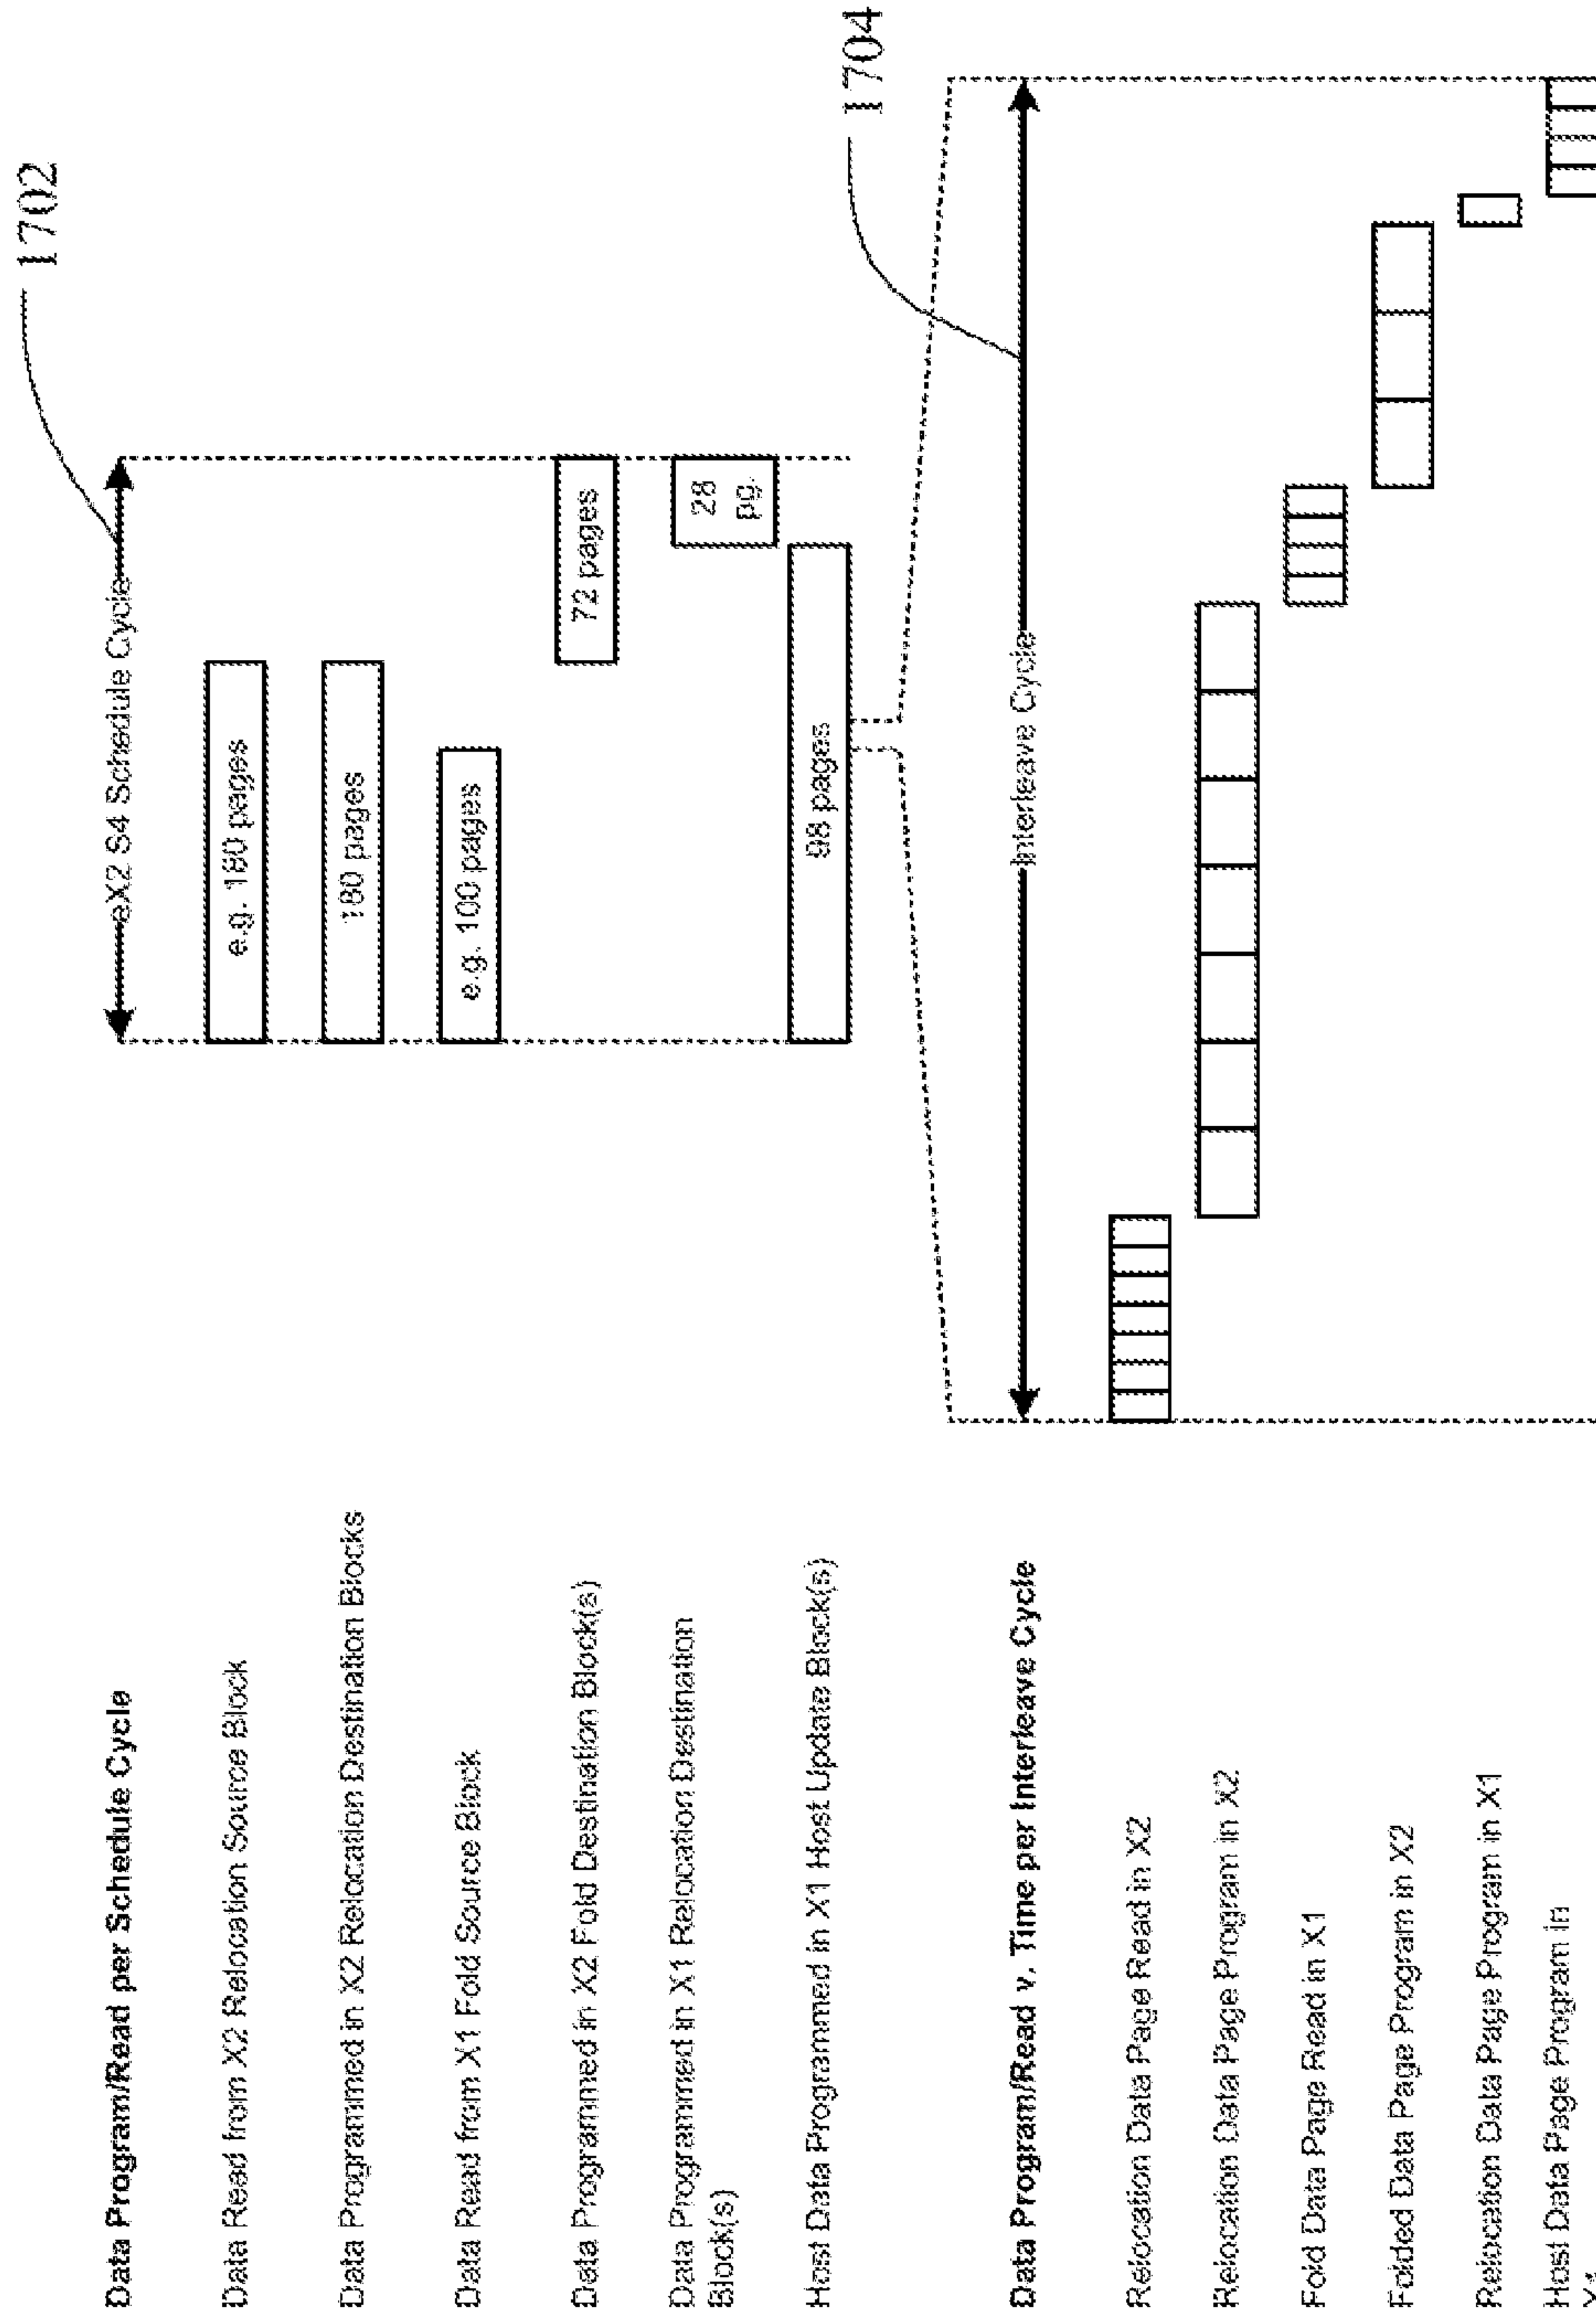 1702
Data Program/Read per Schedule Cycle
eX2 S4 Schedule Cycle
Data Read from X2 Relocation Source Block
e.g. 180 pages
Data Programmed in X2 Relocation Destination Blocks
180 pages
Data Read from X1 Fold Source Block
e.g. 100 pages
Data Programmed in X2 Fold Destination Block(s)
72 pages
Data Programmed in X1 Relocation Destination
Block(s)
28
pg.
Host Data Programmed in X1 Host Update Block(s)
98 pages
1704
Data Program/Read v. Time per Interleave Cycle
Interleave Cycle
Relocation Data Page Read in X2
Relocation Data Page Program in X2
Fold Data Page Read in X1
Folded Data Page Program in X2
Relocation Data Page Program in X1
Host Data Page Program in